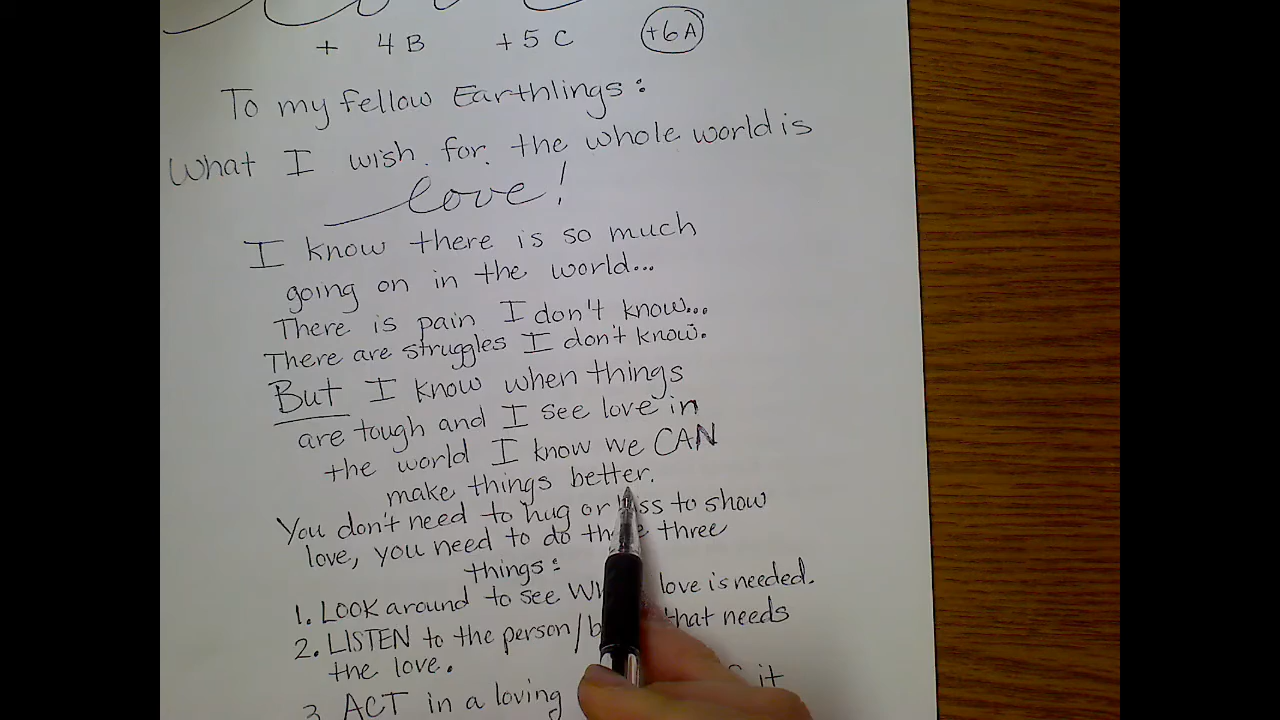 + 4 B +5 C +6 A
To my fellow Earthlings:
What I wish for the whole world is
love!
I know there is so much
going on in the world...
There is pain I don't know...
There are struggles I don't know.
But I know when things
are tough and I see love in
the world I know we CAN
make things better.
You don't need to hug or to show
love, you need to do three
things:
1. LOOK around to see love is needed.
2. LISTEN to the person/ that needs
the love.
3 ACT in a loving it